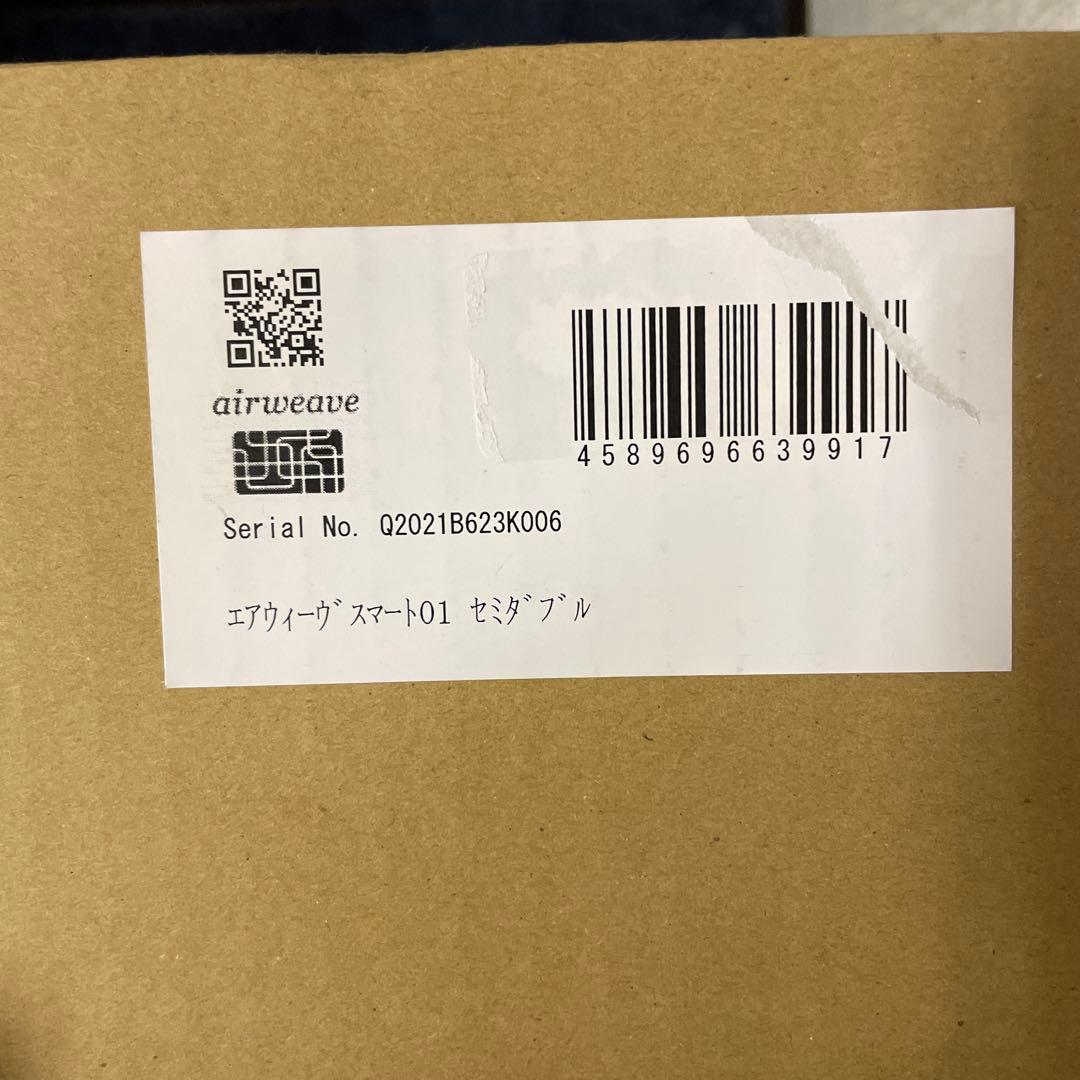 airweave
4589696639917
Serial No. Q2021B623K006
ｴｱｳｨｰｳﾞｽﾏｰﾄ01 ｾﾐﾀﾞﾌﾞﾙ